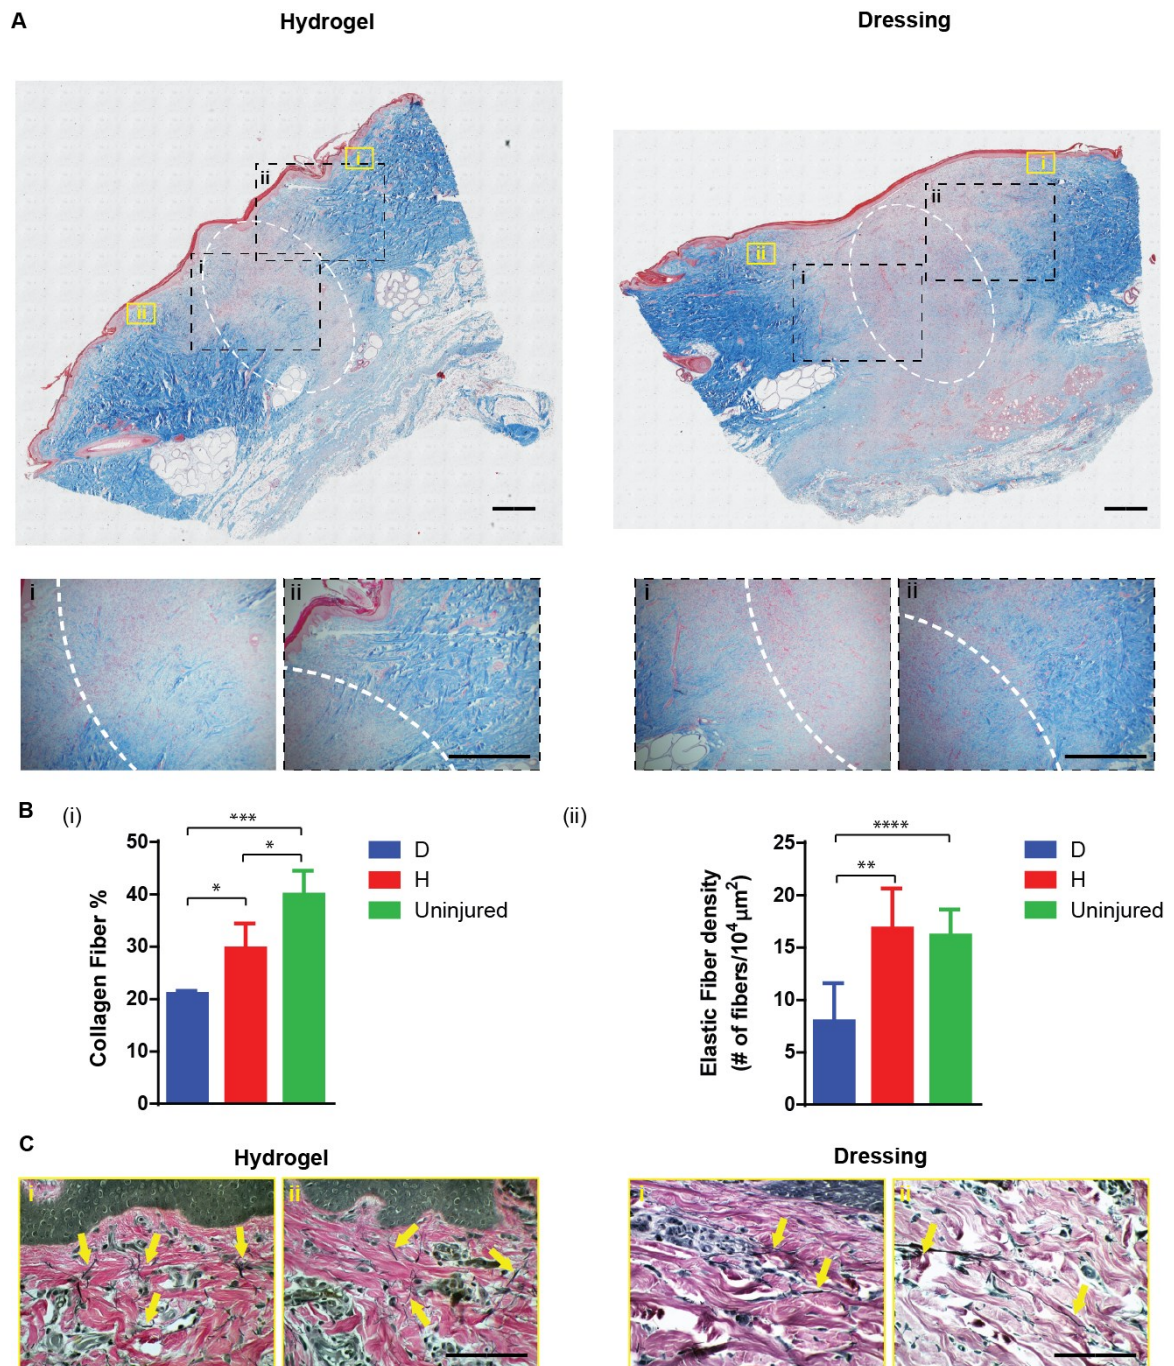 A
Hydrogel
Dressing
i
ii
i
ii
i
ii
i
ii
i
ii
i
ii
B
(i)
Collagen Fiber %
50
40
30
20
10
0
***
*
*
D
H
Uninjured
(ii)
Elastic Fiber density
(# of fibers/10⁴µm²)
25
20
15
10
5
0
****
**
D
H
Uninjured
C
Hydrogel
Dressing
i
ii
i
ii